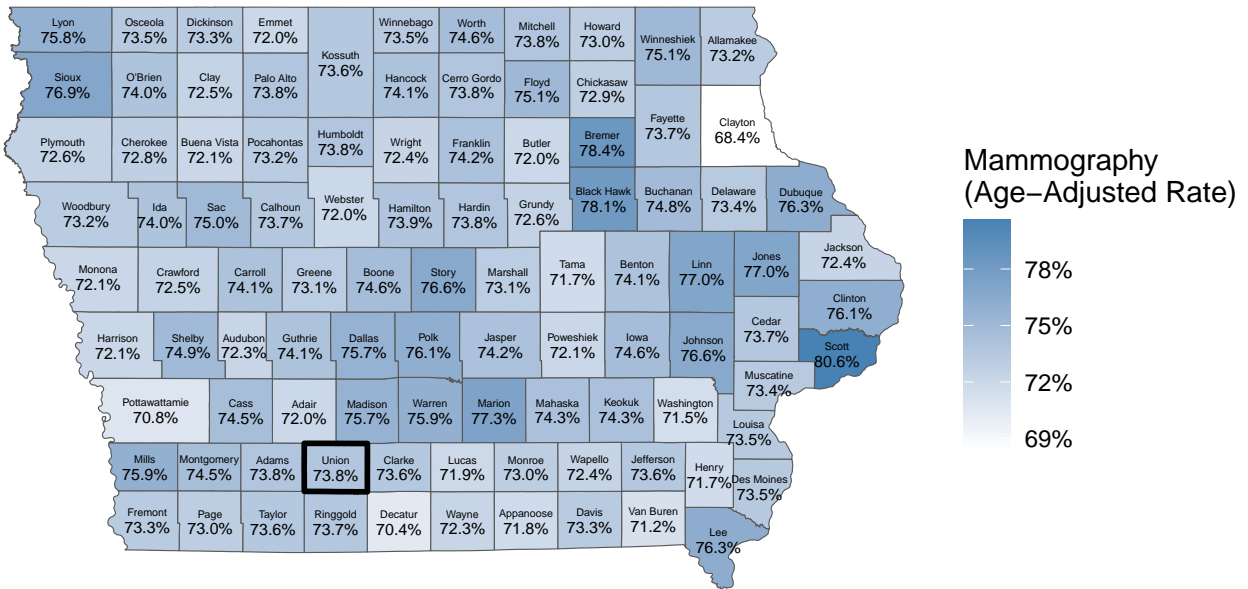 Lyon
75.8%
Osceola
73.5%
Dickinson
73.3%
Emmet
72.0%
Kossuth
73.6%
Winnebago
73.5%
Worth
74.6%
Mitchell
73.8%
Howard
73.0%
Winneshiek
75.1%
Allamakee
73.2%
Sioux
76.9%
O'Brien
74.0%
Clay
72.5%
Palo Alto
73.8%
Hancock
74.1%
Cerro Gordo
73.8%
Floyd
75.1%
Chickasaw
72.9%
Fayette
73.7%
Clayton
68.4%
Plymouth
72.6%
Cherokee
72.8%
Buena Vista
72.1%
Pocahontas
73.2%
Humboldt
73.8%
Wright
72.4%
Franklin
74.2%
Butler
72.0%
Bremer
78.4%
Woodbury
73.2%
Ida
74.0%
Sac
75.0%
Calhoun
73.7%
Webster
72.0%
Hamilton
73.9%
Hardin
73.8%
Grundy
72.6%
Black Hawk
78.1%
Buchanan
74.8%
Delaware
73.4%
Dubuque
76.3%
Monona
72.1%
Crawford
72.5%
Carroll
74.1%
Greene
73.1%
Boone
74.6%
Story
76.6%
Marshall
73.1%
Tama
71.7%
Benton
74.1%
Linn
77.0%
Jones
77.0%
Jackson
72.4%
Clinton
76.1%
Harrison
72.1%
Shelby
74.9%
Audubon
72.3%
Guthrie
74.1%
Dallas
75.7%
Polk
76.1%
Jasper
74.2%
Poweshiek
72.1%
Iowa
74.6%
Johnson
76.6%
Cedar
73.7%
Scott
80.6%
Muscatine
73.4%
Pottawattamie
70.8%
Cass
74.5%
Adair
72.0%
Madison
75.7%
Warren
75.9%
Marion
77.3%
Mahaska
74.3%
Keokuk
74.3%
Washington
71.5%
Louisa
73.5%
Mills
75.9%
Montgomery
74.5%
Adams
73.8%
Union
73.8%
Clarke
73.6%
Lucas
71.9%
Monroe
73.0%
Wapello
72.4%
Jefferson
73.6%
Henry
71.7%
Des Moines
73.5%
Fremont
73.3%
Page
73.0%
Taylor
73.6%
Ringgold
73.7%
Decatur
70.4%
Wayne
72.3%
Appanoose
71.8%
Davis
73.3%
Van Buren
71.2%
Lee
76.3%
Mammography
(Age−Adjusted Rate)
78%
75%
72%
69%